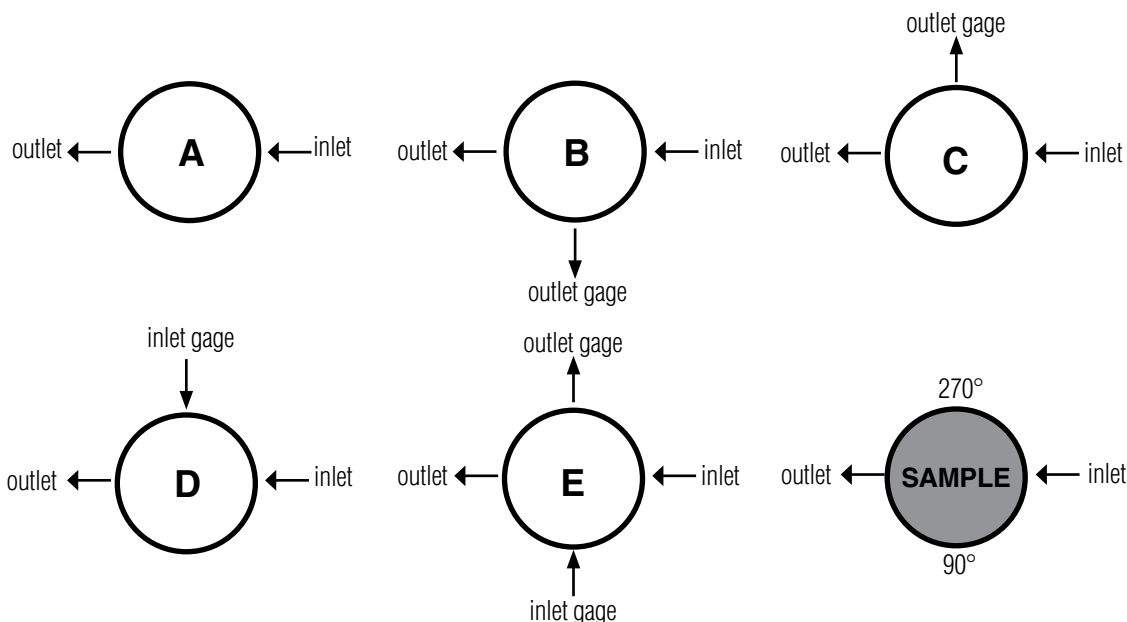 outlet gage
outlet A inlet
outlet B inlet
outlet C inlet
outlet gage
inlet gage
outlet gage
270°
outlet D inlet
outlet E inlet
outlet SAMPLE inlet
90°
inlet gage